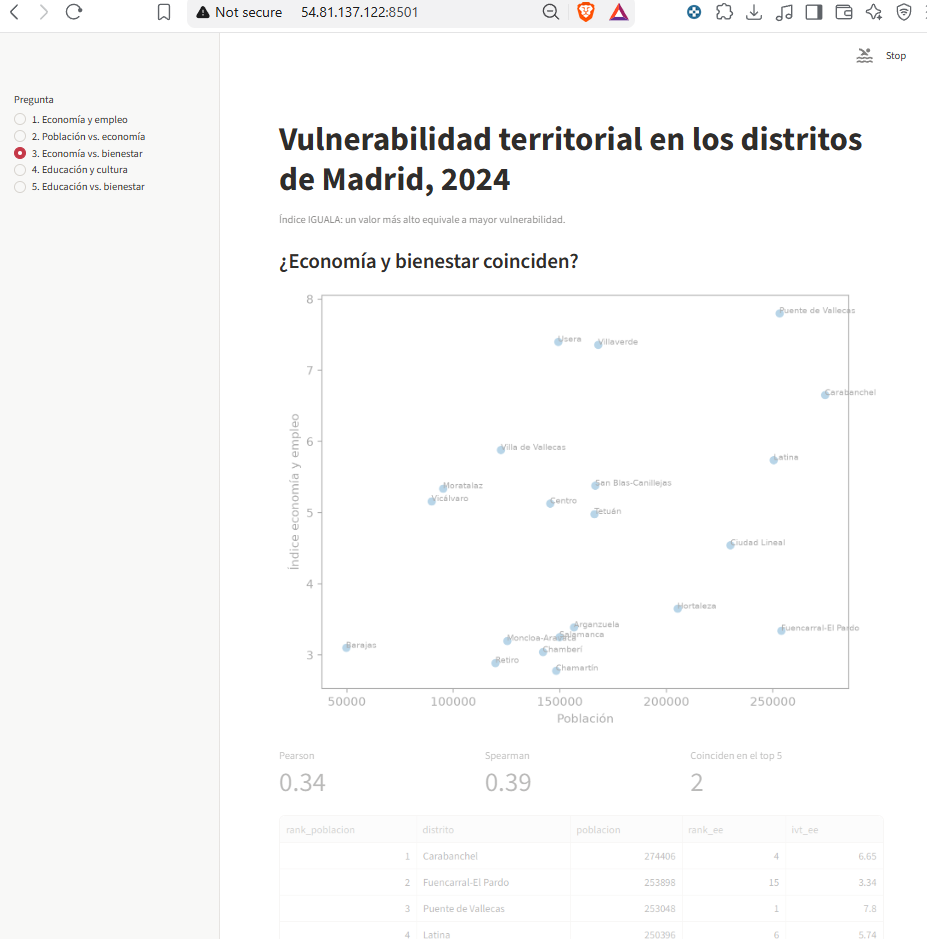 Not secure 54.81.137.122:8501
Stop
Pregunta
1. Economía y empleo
2. Población vs. economía
3. Economía vs. bienestar
4. Educación y cultura
5. Educación vs. bienestar
Vulnerabilidad territorial en los distritos
de Madrid, 2024
Índice IGUALA: un valor más alto equivale a mayor vulnerabilidad.
¿Economía y bienestar coinciden?
8
Puente de Vallecas
Usera
Villaverde
7
Carabanchel
6
Villa de Vallecas
Latina
Moratalaz
San Blas-Canillejas
Vicálvaro
Centro
5
Tetuán
Ciudad Lineal
Índice economía y empleo
4
Hortaleza
Arganzuela
Fuencarral-El Pardo
Salamanca
Moncloa-Aravaca
Barajas
Chamberí
3
Retiro
Chamartín
50000 100000 150000 200000 250000
Población
Pearson Spearman Coinciden en el top 5
0.34 0.39 2
rank_poblacion distrito poblacion rank_ee ivt_ee
1 Carabanchel 274406 4 6.65
2 Fuencarral-El Pardo 253898 15 3.34
3 Puente de Vallecas 253048 1 7.8
4 Latina 250396 6 5.74